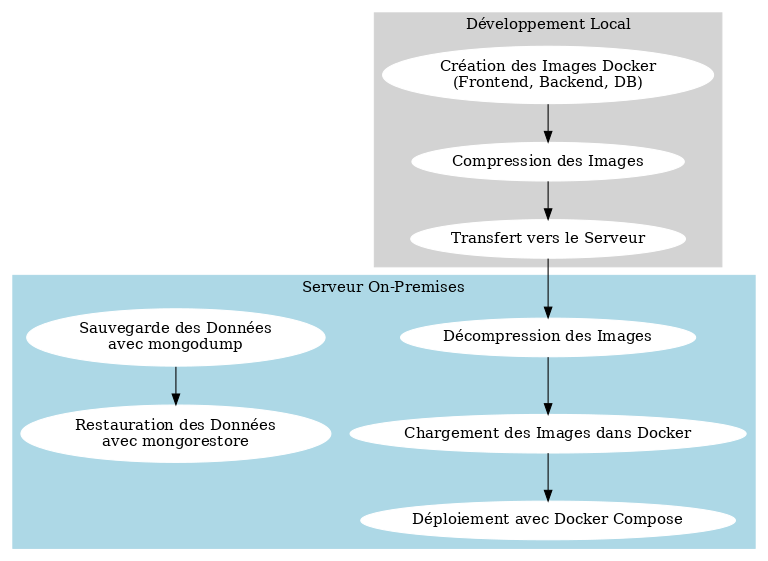 Développement Local
Création des Images Docker
(Frontend, Backend, DB)
Compression des Images
Transfert vers le Serveur
Serveur On-Premises
Sauvegarde des Données
avec mongodump
Restauration des Données
avec mongorestore
Décompression des Images
Chargement des Images dans Docker
Déploiement avec Docker Compose